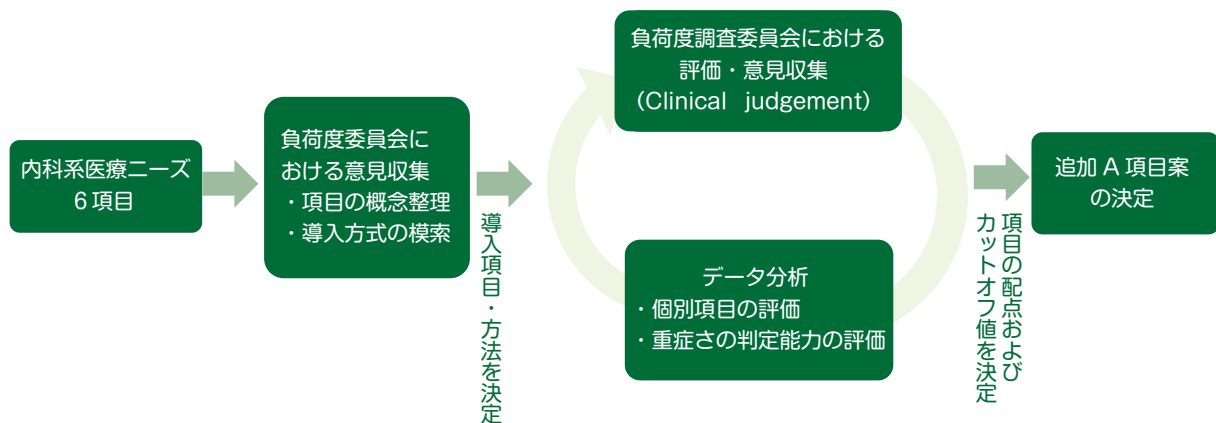 内科系医療ニーズ
6項目
負荷度委員会に
おける意見収集
・項目の概念整理
・導入方式の模索
導入項目・方法を決定
負荷度調査委員会における
評価・意見収集
（Clinical judgement）
データ分析
・個別項目の評価
・重症さの判定能力の評価
項目の配点および
カットオフ値を決定
追加 A 項目案
の決定